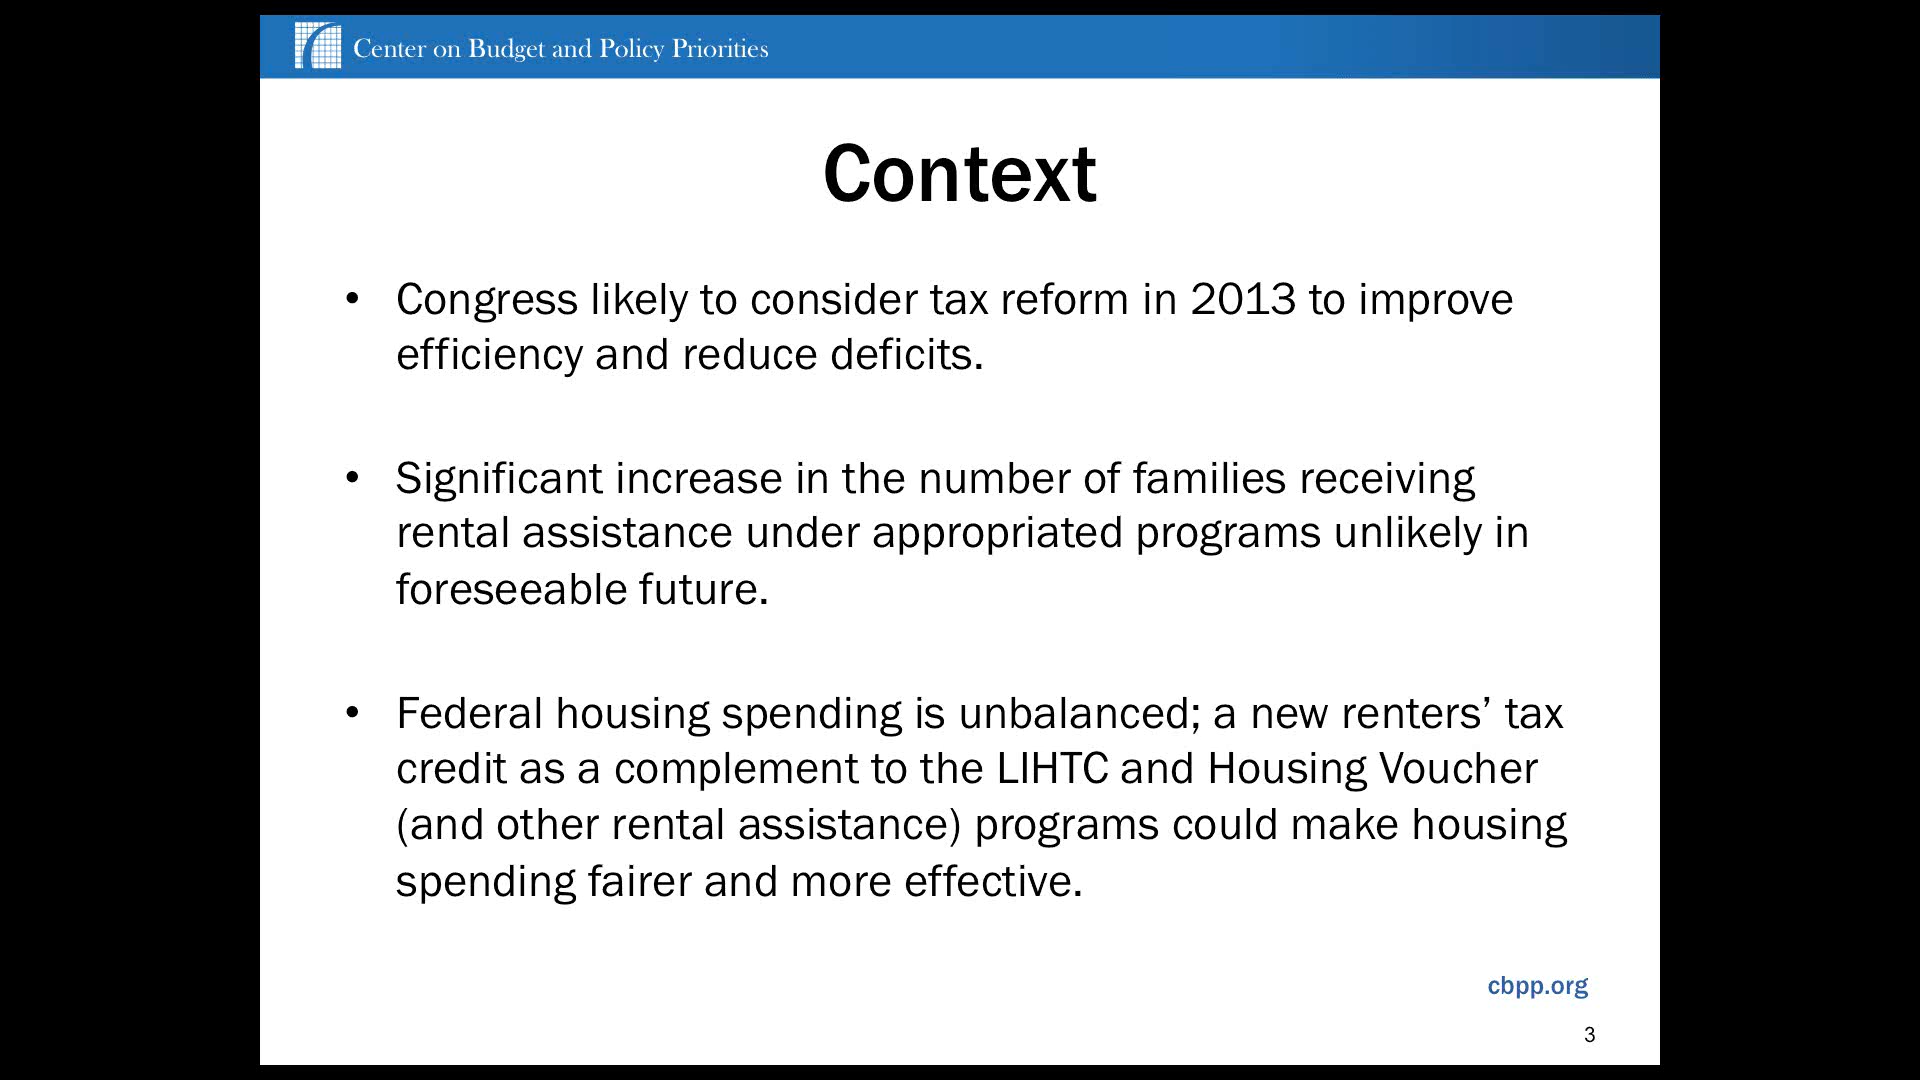 Center on Budget and Policy Priorities
Context
• Congress likely to consider tax reform in 2013 to improve
efficiency and reduce deficits.
• Significant increase in the number of families receiving
rental assistance under appropriated programs unlikely in
foreseeable future.
• Federal housing spending is unbalanced; a new renters’ tax
credit as a complement to the LIHTC and Housing Voucher
(and other rental assistance) programs could make housing
spending fairer and more effective.
cbpp.org
3